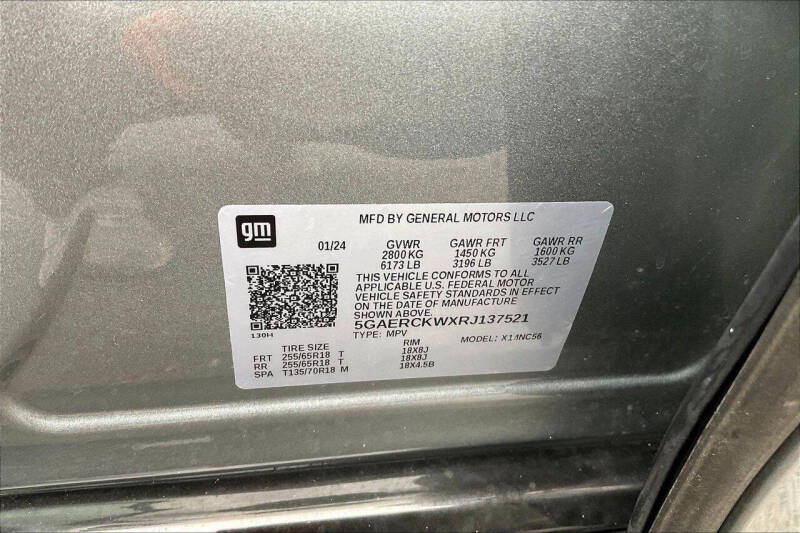 gm
MFD BY GENERAL MOTORS LLC
01/24 GVWR GAWR FRT GAWR RR
2800 KG 1450 KG 1600 KG
6173 LB 3196 LB 3527 LB
THIS VEHICLE CONFORMS TO ALL
APPLICABLE U.S. FEDERAL MOTOR
VEHICLE SAFETY STANDARDS IN EFFECT
ON THE DATE OF MANUFACTURE
SHOWN ABOVE.
130H 5GAERCKWXRJ137521
TYPE: MPV MODEL: X14NC56
TIRE SIZE RIM
FRT 255/65R18 T 18X8J
RR 255/65R18 T 18X8J
SPA T135/70R18 M 18X4.5B